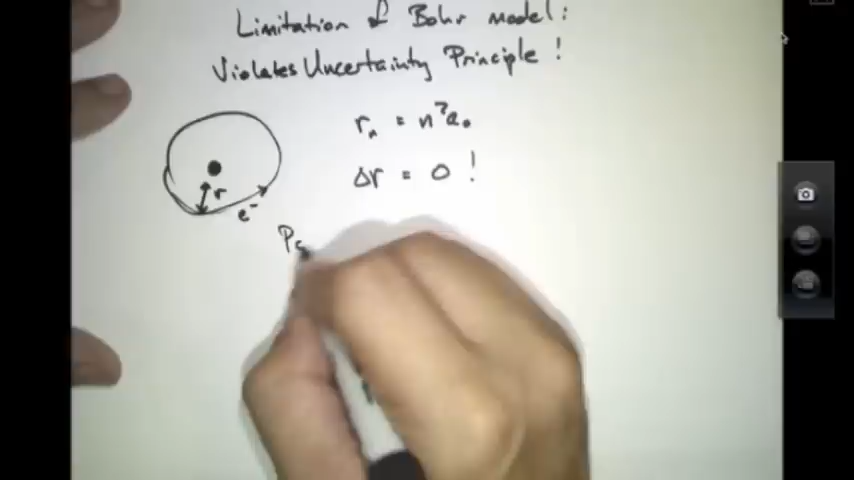 Limitation of Bohr model:
Violates Uncertainty Principle!
rₙ = n²a₀
Δr = 0 !
r
e⁻